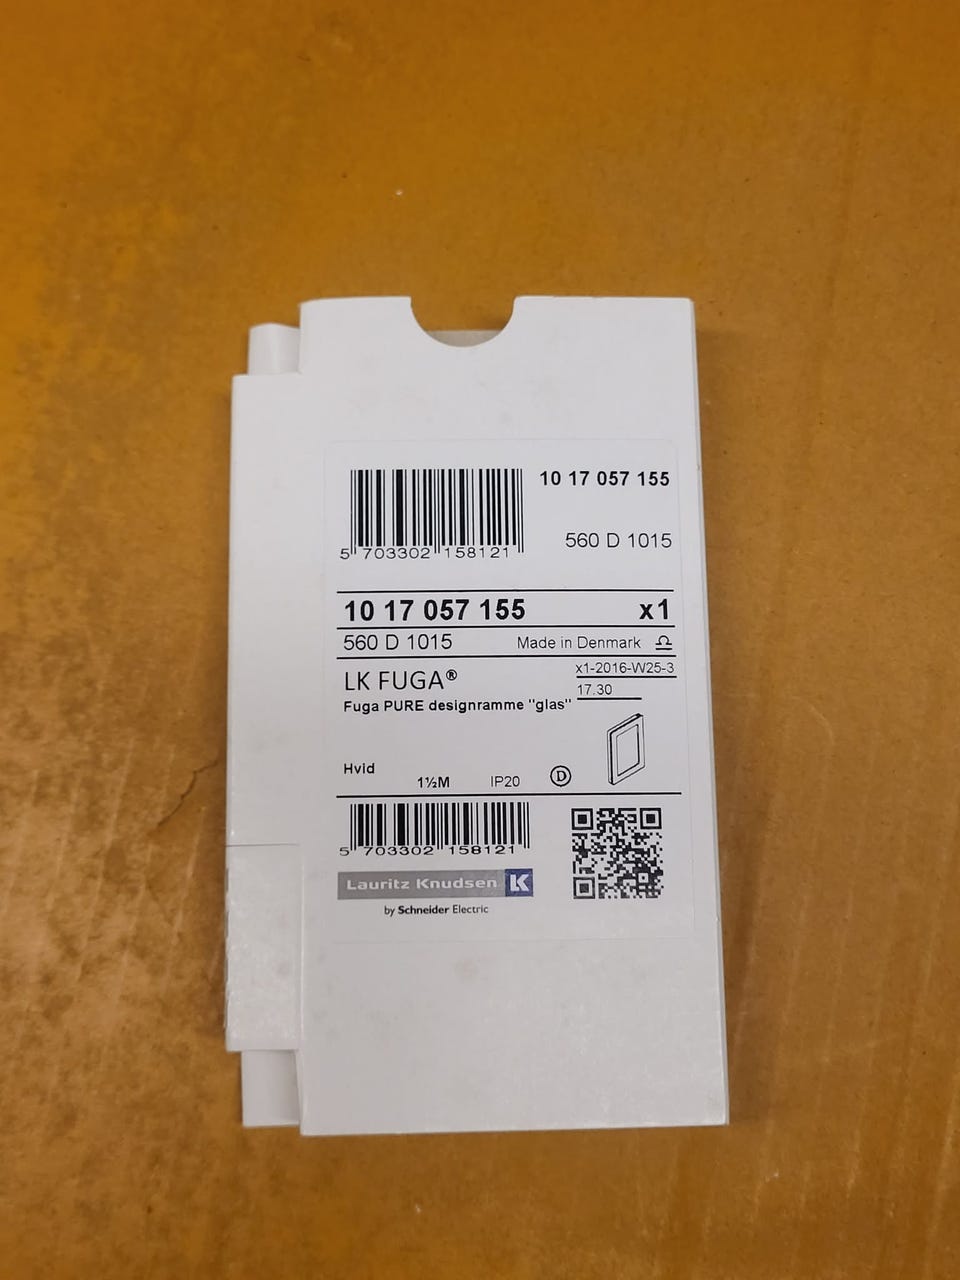 10 17 057 155
5 703302 158121
560 D 1015
10 17 057 155 x1
560 D 1015 Made in Denmark
LK FUGA® x1-2016-W25-3
17.30
Fuga PURE designramme "glas"
Hvid
1½M IP20 D
5 703302 158121
Lauritz Knudsen K
by Schneider Electric